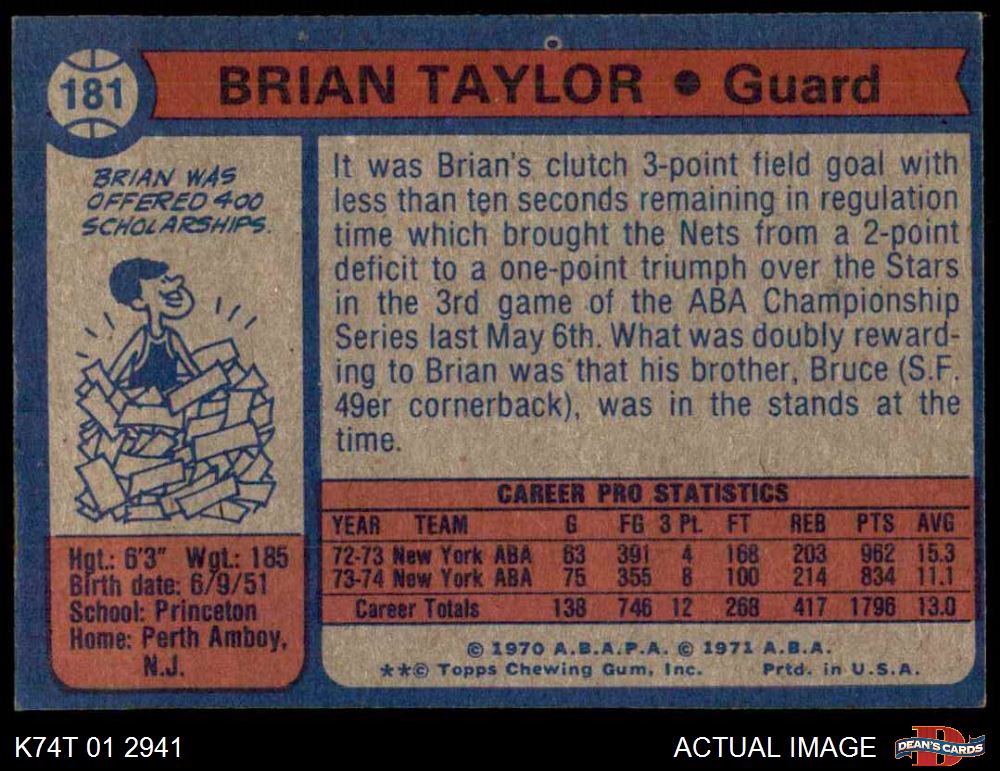 181
BRIAN TAYLOR ● Guard
BRIAN WAS
OFFERED 400
SCHOLARSHIPS.
It was Brian's clutch 3-point field goal with
less than ten seconds remaining in regulation
time which brought the Nets from a 2-point
deficit to a one-point triumph over the Stars
in the 3rd game of the ABA Championship
Series last May 6th. What was doubly reward-
ing to Brian was that his brother, Bruce (S.F.
49er cornerback), was in the stands at the
time.
Hgt.: 6'3" Wgt.: 185
Birth date: 6/9/51
School: Princeton
Home: Perth Amboy,
N.J.
CAREER PRO STATISTICS
YEAR TEAM G FG 3 PL FT REB PTS AVG
72-73 New York ABA 63 391 4 168 203 962 15.3
73-74 New York ABA 75 355 8 100 214 834 11.1
Career Totals 138 746 12 268 417 1796 13.0
© 1970 A.B.A.P.A. © 1971 A.B.A.
**© Topps Chewing Gum, Inc. Prtd. in U.S.A.
K74T 01 2941
ACTUAL IMAGE
DEAN'S CARDS